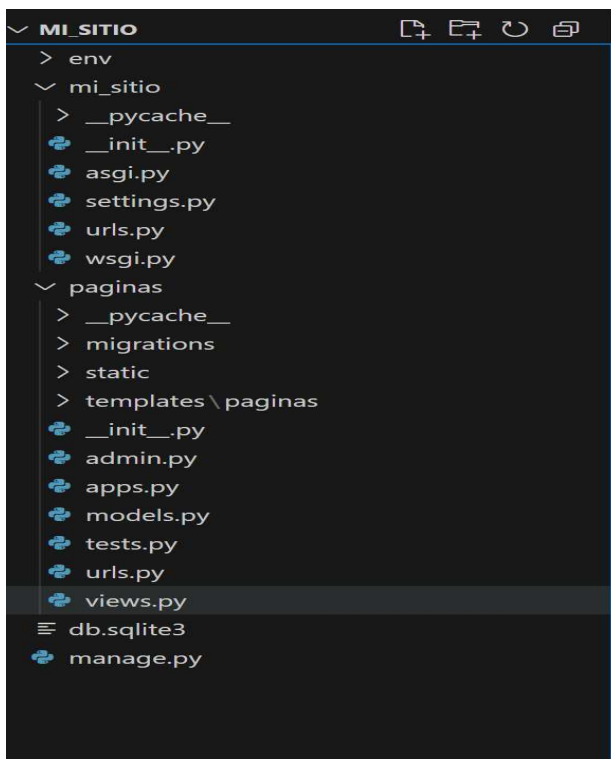 MI_SITIO
env
mi_sitio
__pycache__
__init__.py
asgi.py
settings.py
urls.py
wsgi.py
paginas
__pycache__
migrations
static
templates\paginas
__init__.py
admin.py
apps.py
models.py
tests.py
urls.py
views.py
db.sqlite3
manage.py